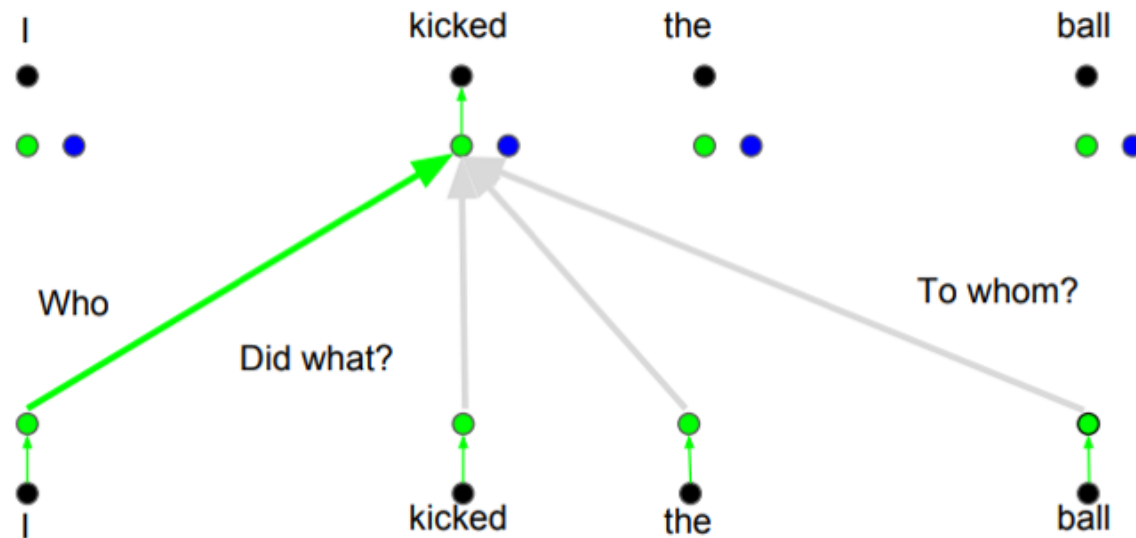 I kicked the ball
Who
To whom?
Did what?
I kicked the ball